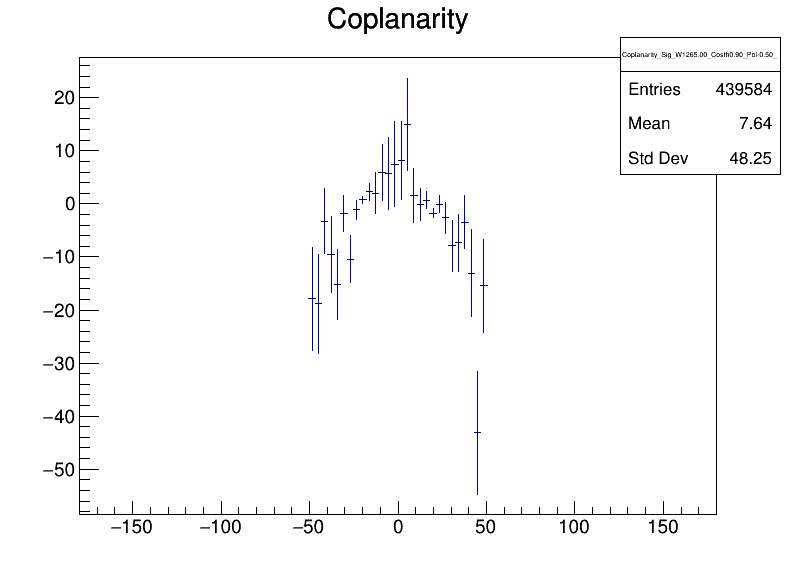 Coplanarity
Coplanarity_Sig_W1265.00_Costh0.90_Pol-0.50_
Entries 439584
Mean 7.64
Std Dev 48.25
20
10
0
−10
−20
−30
−40
−50
−150 −100 −50 0 50 100 150